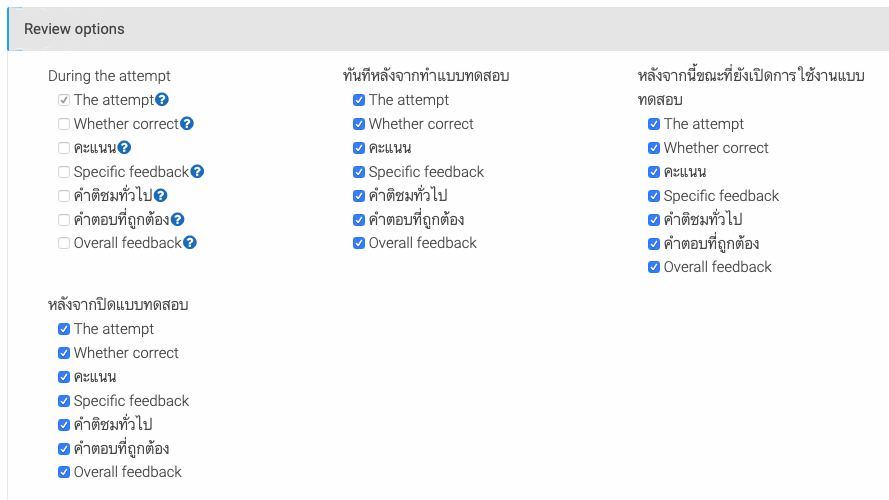 Review options
During the attempt
The attempt
Whether correct
คะแนน
Specific feedback
คำติชมทั่วไป
คำตอบที่ถูกต้อง
Overall feedback
ทันทีหลังจากทำแบบทดสอบ
The attempt
Whether correct
คะแนน
Specific feedback
คำติชมทั่วไป
คำตอบที่ถูกต้อง
Overall feedback
หลังจากนี้ขณะที่ยังเปิดการ ใช้งานแบบ
ทดสอบ
The attempt
Whether correct
คะแนน
Specific feedback
คำติชมทั่วไป
คำตอบที่ถูกต้อง
Overall feedback
หลังจากปิดแบบทดสอบ
The attempt
Whether correct
คะแนน
Specific feedback
คำติชมทั่วไป
คำตอบที่ถูกต้อง
Overall feedback